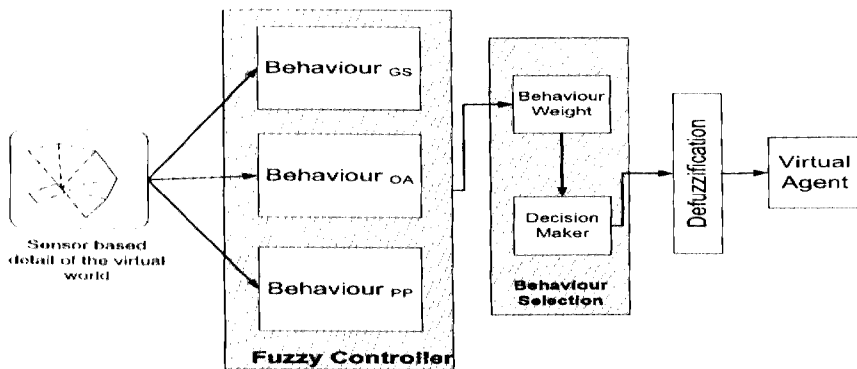 Behaviour GS
Behaviour OA
Behaviour PP
Fuzzy Controller
Sensor based
detail of the virtual
world
Behaviour
Weight
Decision
Maker
Behaviour
Selection
Defuzzification
Virtual
Agent